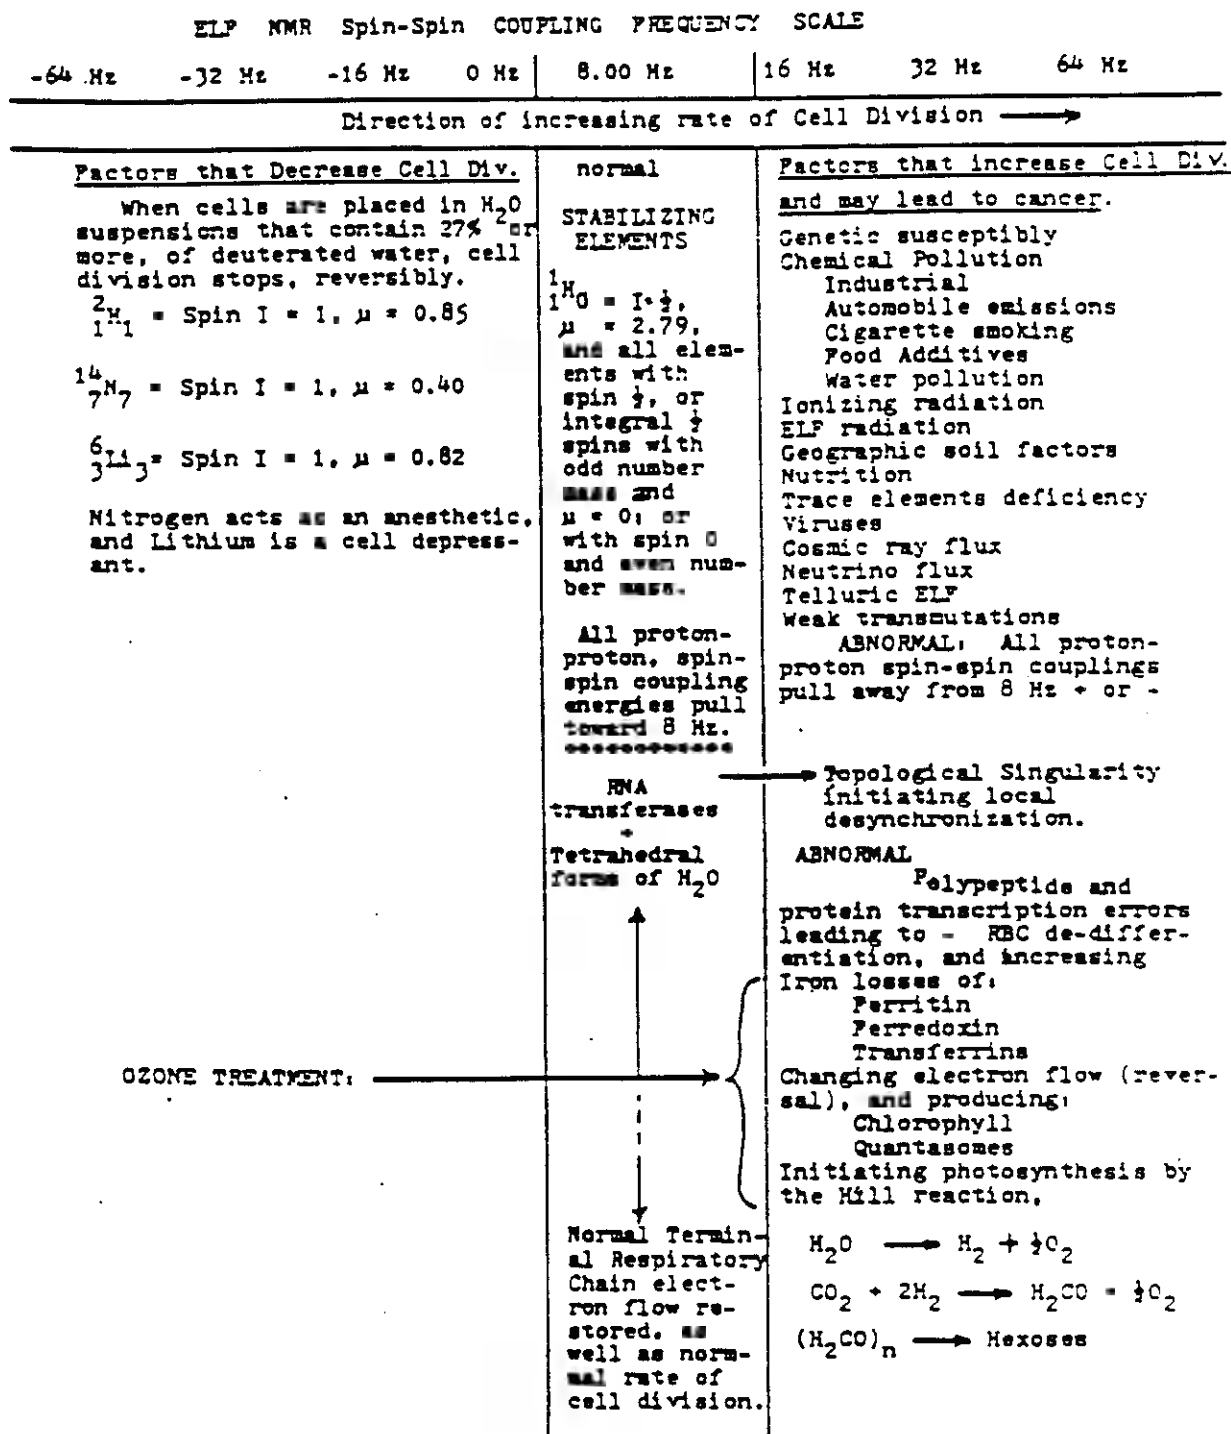 ELF NMR Spin-Spin COUPLING FREQUENCY SCALE
-64 Hz -32 Hz -16 Hz 0 Hz 8.00 Hz 16 Hz 32 Hz 64 Hz
Direction of increasing rate of Cell Division ⟶
Factors that Decrease Cell Div.
When cells are placed in H₂O
suspensions that contain 27% or
more, of deuterated water, cell
division stops, reversibly.
²₁H₁ = Spin I = 1, μ = 0.85
¹⁴₇N₇ = Spin I = 1, μ = 0.40
⁶₃Li₃= Spin I = 1, μ = 0.82
Nitrogen acts as an anesthetic,
and Lithium is a cell depress-
ant.
OZONE TREATMENT:
normal
STABILIZING
ELEMENTS
¹₁H₀ = I=½,
μ = 2.79,
and all elem-
ents with
spin ½, or
integral ½
spins with
odd number
mass and
μ = 0; or
with spin 0
and even num-
ber mass.
All proton-
proton, spin-
spin coupling
energies pull
toward 8 Hz.
************
RNA
transferases
+
Tetrahedral
forms of H₂O
Normal Termin-
al Respiratory
Chain elect-
ron flow re-
stored, as
well as norm-
mal rate of
cell division.
Factors that increase Cell Div.
and may lead to cancer.
Genetic susceptibly
Chemical Pollution
Industrial
Automobile emissions
Cigarette smoking
Food Additives
Water pollution
Ionizing radiation
ELF radiation
Geographic soil factors
Nutrition
Trace elements deficiency
Viruses
Cosmic ray flux
Neutrino flux
Telluric ELF
Weak transmutations
ABNORMAL: All proton-
proton spin-spin couplings
pull away from 8 Hz + or -
Topological Singularity
initiating local
desynchronization.
ABNORMAL
Polypeptide and
protein transcription errors
leading to - RBC de-differ-
entiation, and increasing
Iron losses of:
Ferritin
Ferredoxin
Transferrins
Changing electron flow (rever-
sal), and producing:
Chlorophyll
Quantasomes
Initiating photosynthesis by
the Hill reaction,
H₂O ⟶ H₂ + ½O₂
CO₂ + 2H₂ ⟶ H₂CO = ½O₂
(H₂CO)ₙ ⟶ Hexoses